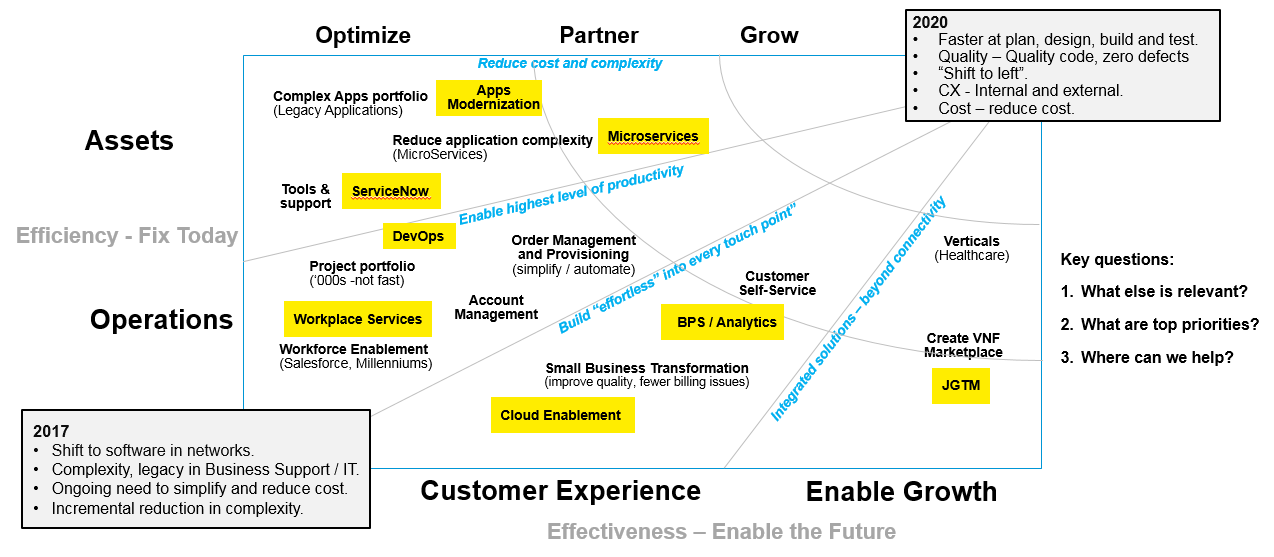 Optimize
Partner
Grow
2020
• Faster at plan, design, build and test.
• Quality – Quality code, zero defects
• “Shift to left”.
• CX - Internal and external.
• Cost – reduce cost.
Reduce cost and complexity
Complex Apps portfolio
(Legacy Applications)
Apps
Modernization
Assets
Reduce application complexity
(MicroServices)
Microservices
Tools &
support
ServiceNow
Enable highest level of productivity
Efficiency - Fix Today
DevOps
Project portfolio
(‘000s -not fast)
Order Management
and Provisioning
(simplify / automate)
Build “effortless” into every touch point”
Integrated solutions – beyond connectivity
Verticals
(Healthcare)
Customer
Self-Service
Account
Management
Operations
Workplace Services
BPS / Analytics
Workforce Enablement
(Salesforce, Millenniums)
Create VNF
Marketplace
Small Business Transformation
(improve quality, fewer billing issues)
JGTM
Cloud Enablement
Key questions:
1. What else is relevant?
2. What are top priorities?
3. Where can we help?
2017
• Shift to software in networks.
• Complexity, legacy in Business Support / IT.
• Ongoing need to simplify and reduce cost.
• Incremental reduction in complexity.
Customer Experience
Enable Growth
Effectiveness – Enable the Future